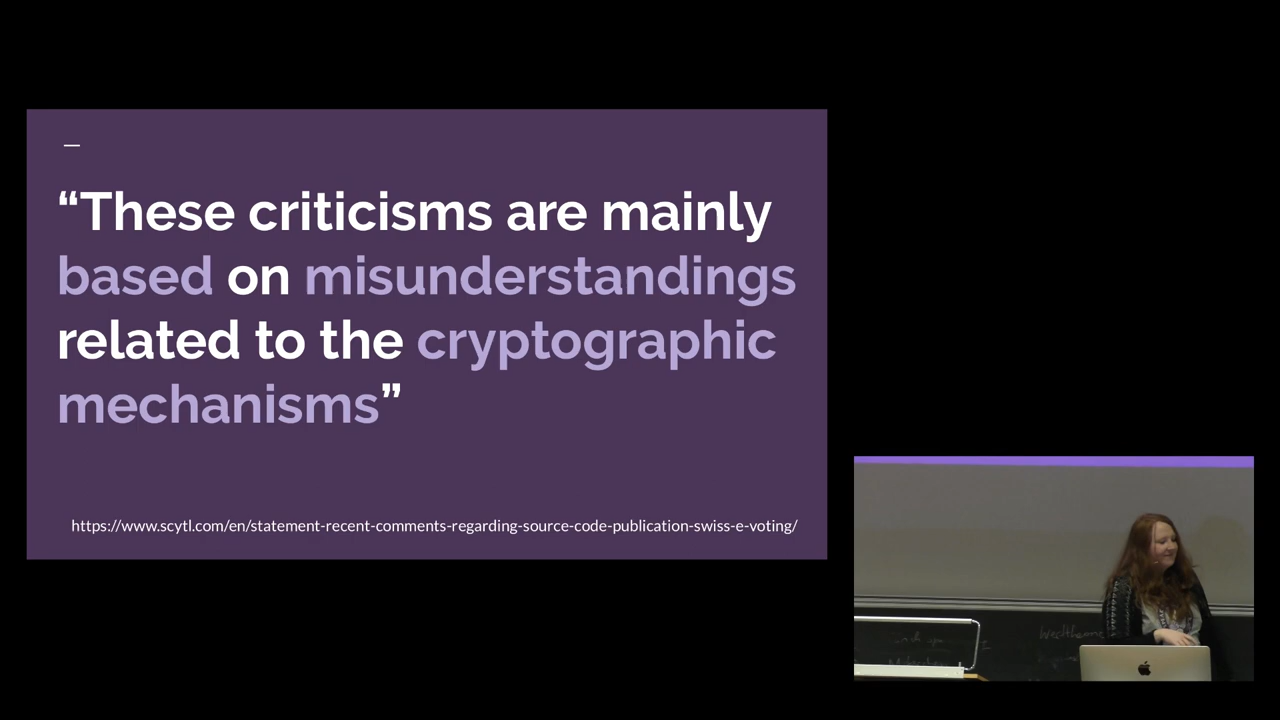 —
“These criticisms are mainly
based on misunderstandings
related to the cryptographic
mechanisms”
https://www.scytl.com/en/statement-recent-comments-regarding-source-code-publication-swiss-e-voting/